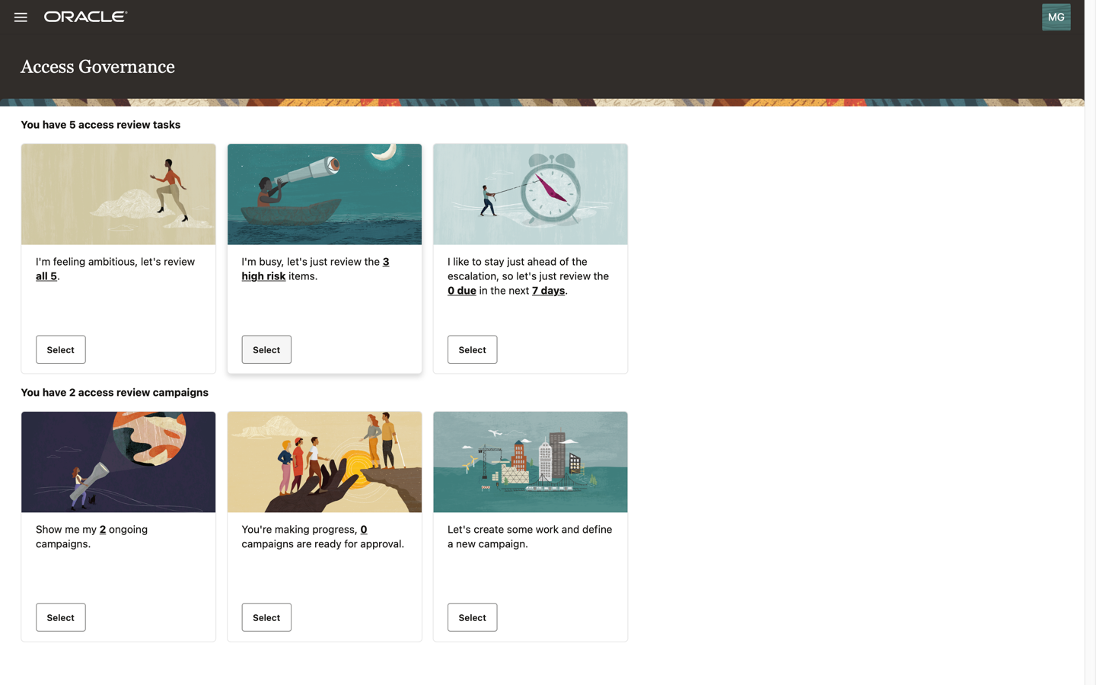 ORACLE
MG
Access Governance
You have 5 access review tasks
I'm feeling ambitious, let's review
all 5.
Select
I'm busy, let's just review the 3
high risk items.
Select
I like to stay just ahead of the
escalation, so let's just review the
0 due in the next 7 days.
Select
You have 2 access review campaigns
Show me my 2 ongoing
campaigns.
Select
You're making progress, 0
campaigns are ready for approval.
Select
Let's create some work and define
a new campaign.
Select